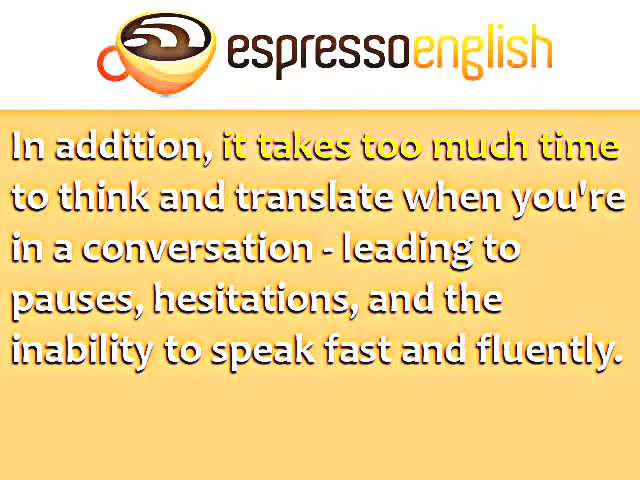 espressoenglish
In addition, it takes too much time
to think and translate when you're
in a conversation - leading to
pauses, hesitations, and the
inability to speak fast and fluently.